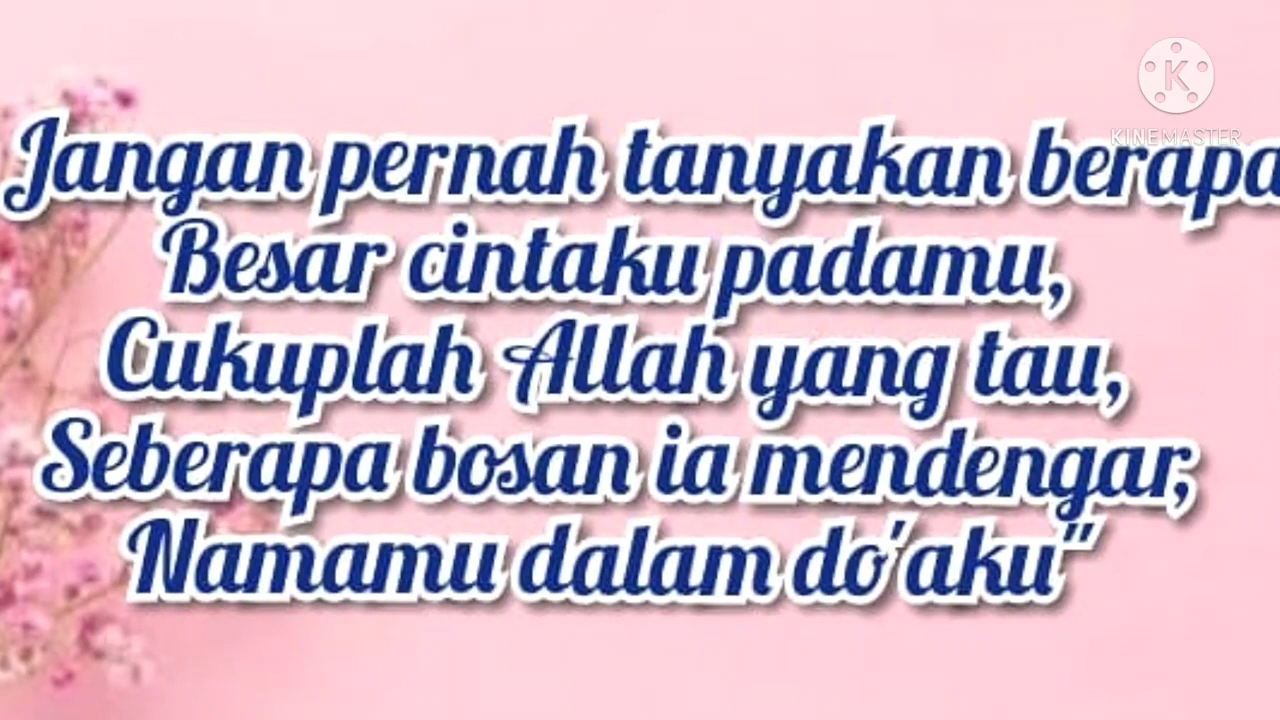 Jangan pernah tanyakan berapa
Besar cintaku padamu,
Cukuplah Allah yang tau,
Seberapa bosan ia mendengar,
Namamu dalam do'aku"
K
KINEMASTER